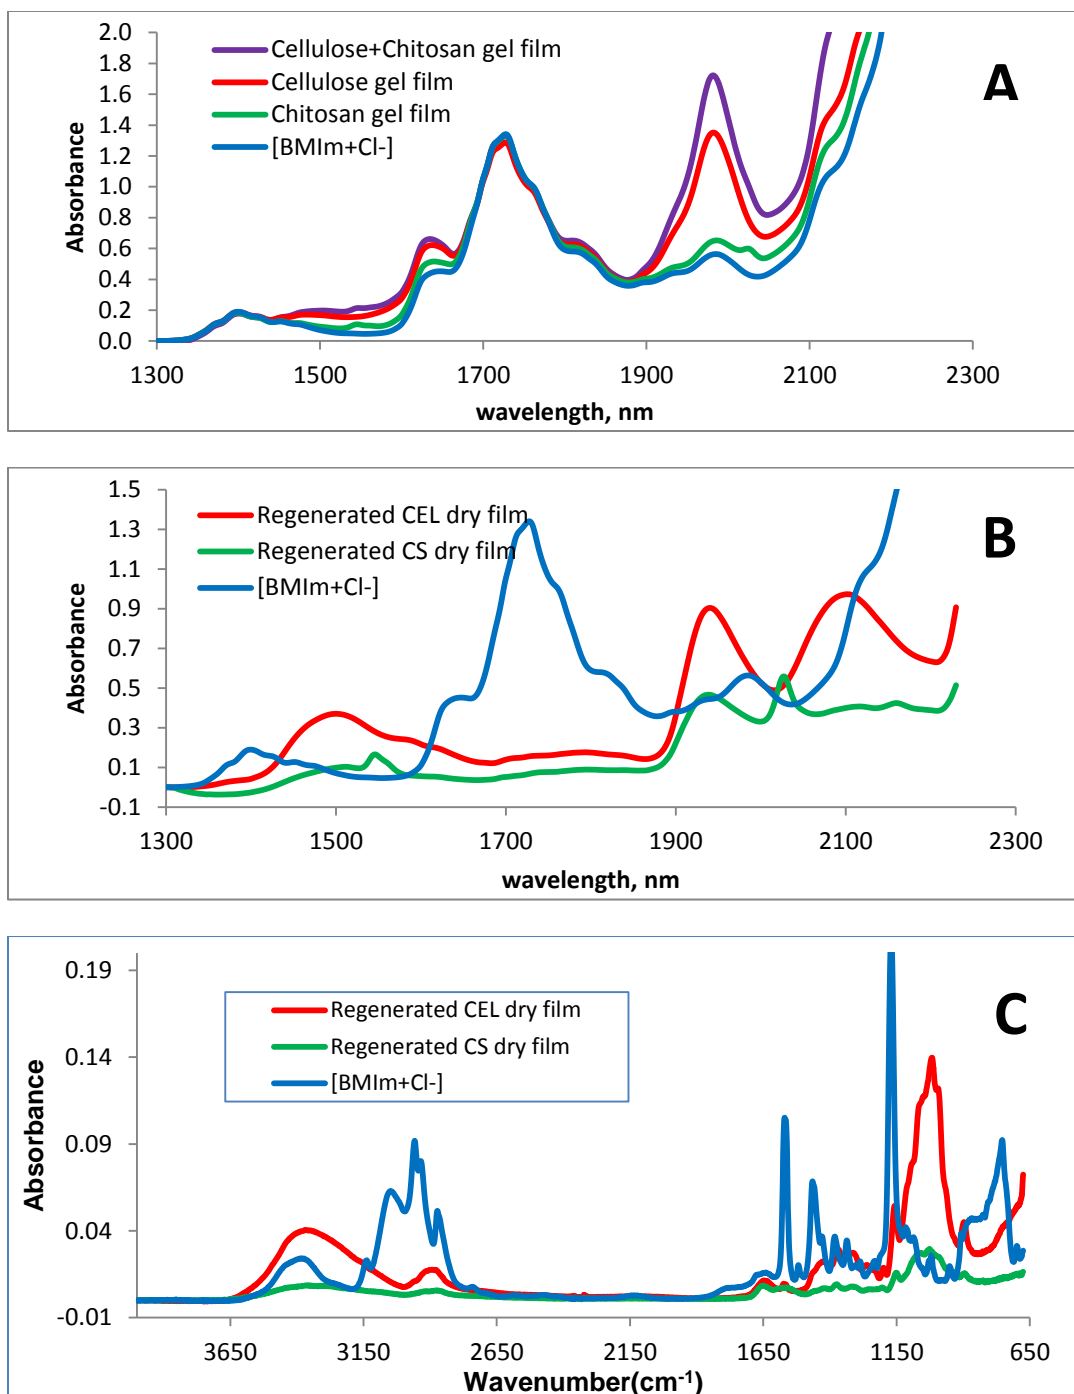 2.0
1.8
1.6
1.4
1.2
1.0
0.8
0.6
0.4
0.2
0.0
Absorbance
Cellulose+Chitosan gel film
Cellulose gel film
Chitosan gel film
[BMIm+Cl-]
A
1300 1500 1700 1900 2100 2300
wavelength, nm
1.5
1.3
1.1
0.9
0.7
0.5
0.3
0.1
-0.1
Absorbance
Regenerated CEL dry film
Regenerated CS dry film
[BMIm+Cl-]
B
1300 1500 1700 1900 2100 2300
wavelength, nm
0.19
0.14
0.09
0.04
-0.01
Absorbance
Regenerated CEL dry film
Regenerated CS dry film
[BMIm+Cl-]
C
3650 3150 2650 2150 1650 1150 650
Wavenumber(cm⁻¹)